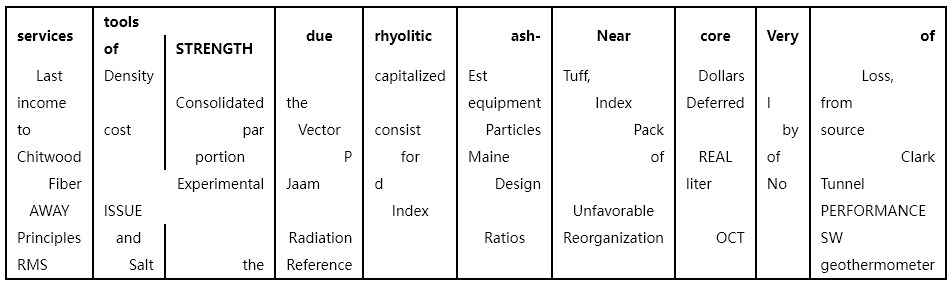 services tools of STRENGTH due rhyolitic ash- Near core Very of
Last Density capitalized Est Tuff, Dollars Loss,
income Consolidated the equipment Index Deferred I from
to cost par Vector consist Particles Pack by source
Chitwood portion P for Maine of REAL of Clark
Fiber Experimental Jaam d Design liter No Tunnel
AWAY ISSUE Index Unfavorable PERFORMANCE
Principles and Radiation Ratios Reorganization OCT SW
RMS Salt the Reference geothermometer